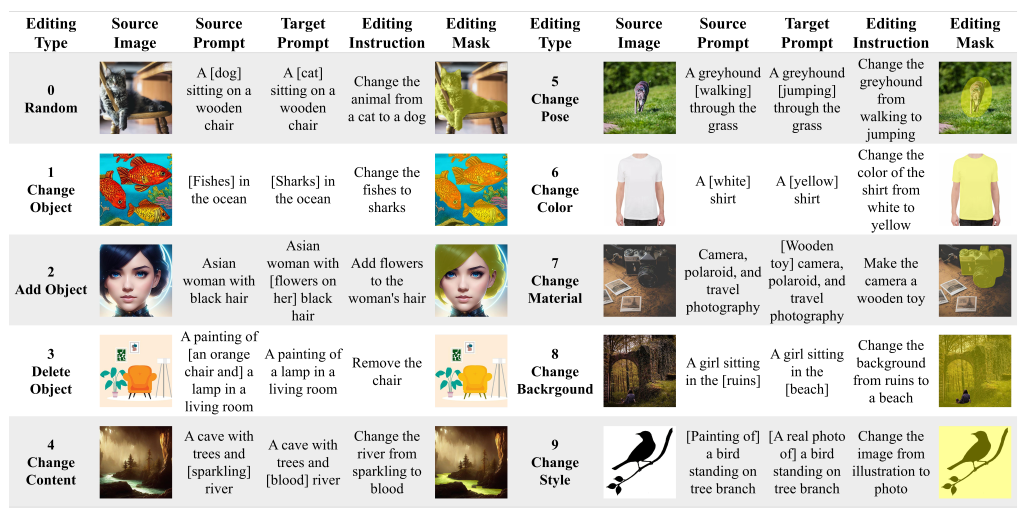 Editing Type
Source Image
Source Prompt
Target Prompt
Editing Instruction
Editing Mask
Editing Type
Source Image
Source Prompt
Target Prompt
Editing Instruction
Editing Mask
0
Random
A [dog]
sitting on a
wooden
chair
A [cat]
sitting on a
wooden
chair
Change the
animal from
a cat to a dog
5
Change
Pose
A greyhound
[walking]
through the
grass
A greyhound
[jumping]
through the
grass
Change the
greyhound
from
walking to
jumping
1
Change
Object
[Fishes] in
the ocean
[Sharks] in
the ocean
Change the
fishes to
sharks
6
Change
Color
A [white]
shirt
A [yellow]
shirt
Change the
color of the
shirt from
white to
yellow
2
Add Object
Asian
woman with
black hair
Asian
woman with
[flowers on
her] black
hair
Add flowers
to the
woman's hair
7
Change
Material
Camera,
polaroid, and
travel
photography
[Wooden
toy] camera,
polaroid, and
travel
photography
Make the
camera a
wooden toy
3
Delete
Object
A painting of
[an orange
chair and] a
lamp in a
living room
A painting of
a lamp in a
living room
Remove the
chair
8
Change
Backrgound
A girl sitting
in the [ruins]
A girl sitting
in the
[beach]
Change the
background
from ruins to
a beach
4
Change
Content
A cave with
trees and
[sparkling]
river
A cave with
trees and
[blood] river
Change the
river from
sparkling to
blood
9
Change
Style
[Painting of]
a bird
standing on
tree branch
[A real photo
of] a bird
standing on
tree branch
Change the
image from
illustration to
photo